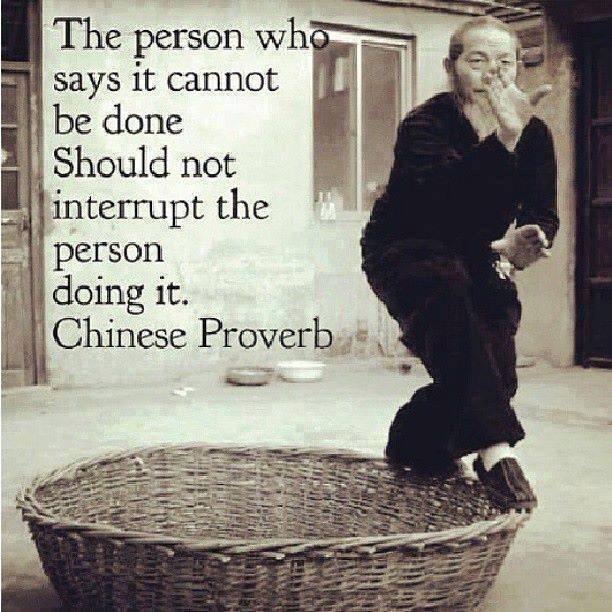 The person who
says it cannot
be done
Should not
interrupt the
person
doing it.
Chinese Proverb